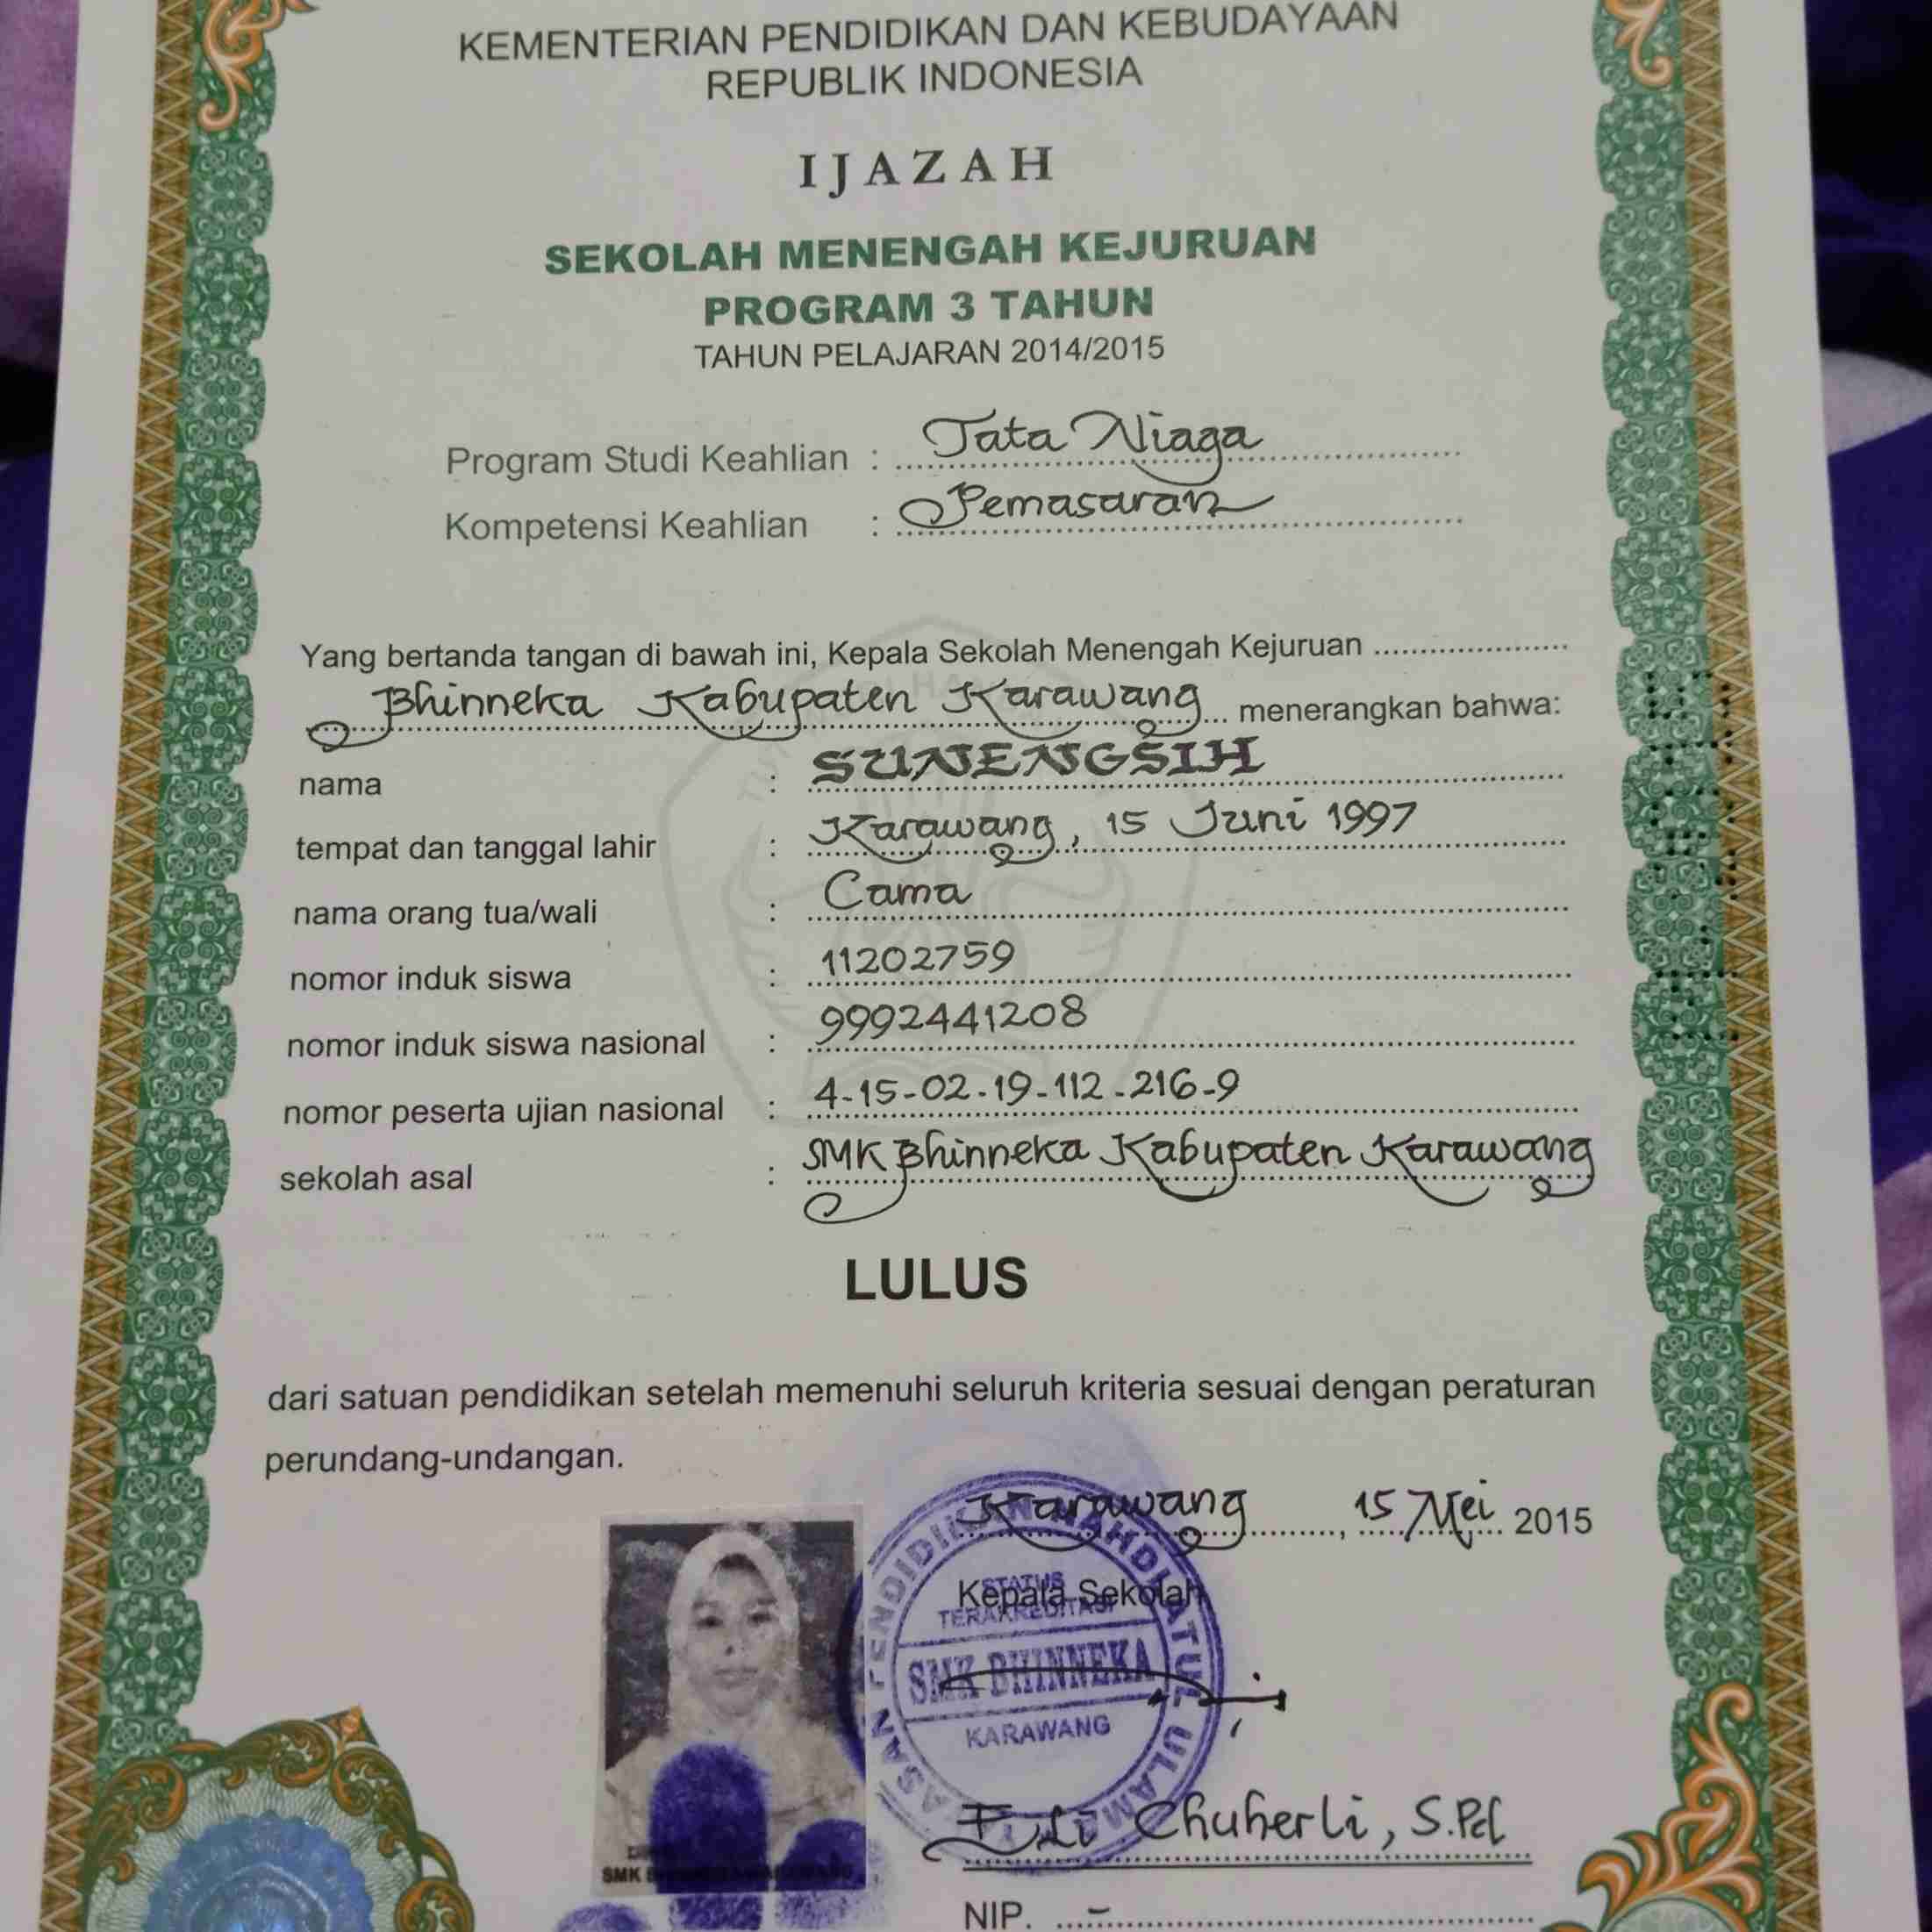 KEMENTERIAN PENDIDIKAN DAN KEBUDAYAAN
REPUBLIK INDONESIA
IJAZAH
SEKOLAH MENENGAH KEJURUAN
PROGRAM 3 TAHUN
TAHUN PELAJARAN 2014/2015
Program Studi Keahlian : Tata Niaga
Kompetensi Keahlian : Pemasaran
Yang bertanda tangan di bawah ini, Kepala Sekolah Menengah Kejuruan
Bhinneka Kabupaten Karawang menerangkan bahwa:
nama : SUNENGSIH
tempat dan tanggal lahir : Karawang, 15 Juni 1997
nama orang tua/wali : Cama
nomor induk siswa : 11202759
nomor induk siswa nasional : 9992441208
nomor peserta ujian nasional : 4-15-02-19-112-216-9
sekolah asal : SMK Bhinneka Kabupaten Karawang
LULUS
dari satuan pendidikan setelah memenuhi seluruh kriteria sesuai dengan peraturan
perundang-undangan.
Karawang, 15 Mei 2015
Kepala Sekolah
STATUS
TERAKREDITASI
SMK BHINNEKA
KARAWANG
Chuherli, S.Pd
SMK
NIP. -